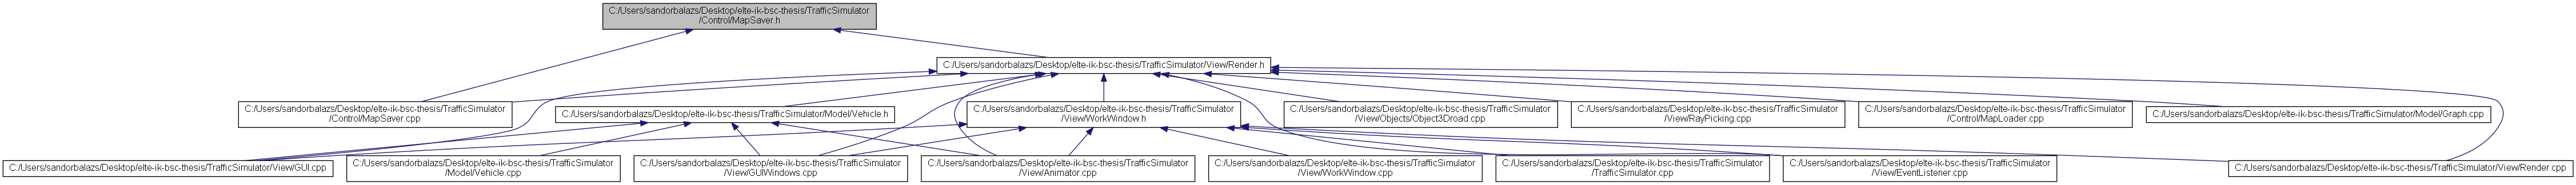 C:/Users/sandorbalazs/Desktop/elte-ik-bsc-thesis/TrafficSimulator
/Control/MapSaver.h
C:/Users/sandorbalazs/Desktop/elte-ik-bsc-thesis/TrafficSimulator/View/Render.h
C:/Users/sandorbalazs/Desktop/elte-ik-bsc-thesis/TrafficSimulator
/Control/MapSaver.cpp
C:/Users/sandorbalazs/Desktop/elte-ik-bsc-thesis/TrafficSimulator/Model/Vehicle.h
C:/Users/sandorbalazs/Desktop/elte-ik-bsc-thesis/TrafficSimulator
/View/WorkWindow.h
C:/Users/sandorbalazs/Desktop/elte-ik-bsc-thesis/TrafficSimulator
/View/Objects/Object3Droad.cpp
C:/Users/sandorbalazs/Desktop/elte-ik-bsc-thesis/TrafficSimulator
/View/RayPicking.cpp
C:/Users/sandorbalazs/Desktop/elte-ik-bsc-thesis/TrafficSimulator
/Control/MapLoader.cpp
C:/Users/sandorbalazs/Desktop/elte-ik-bsc-thesis/TrafficSimulator/Model/Graph.cpp
C:/Users/sandorbalazs/Desktop/elte-ik-bsc-thesis/TrafficSimulator/View/GUI.cpp
C:/Users/sandorbalazs/Desktop/elte-ik-bsc-thesis/TrafficSimulator
/Model/Vehicle.cpp
C:/Users/sandorbalazs/Desktop/elte-ik-bsc-thesis/TrafficSimulator
/View/GUIWindows.cpp
C:/Users/sandorbalazs/Desktop/elte-ik-bsc-thesis/TrafficSimulator
/View/Animator.cpp
C:/Users/sandorbalazs/Desktop/elte-ik-bsc-thesis/TrafficSimulator
/View/WorkWindow.cpp
C:/Users/sandorbalazs/Desktop/elte-ik-bsc-thesis/TrafficSimulator
/TrafficSimulator.cpp
C:/Users/sandorbalazs/Desktop/elte-ik-bsc-thesis/TrafficSimulator
/View/EventListener.cpp
C:/Users/sandorbalazs/Desktop/elte-ik-bsc-thesis/TrafficSimulator/View/Render.cpp